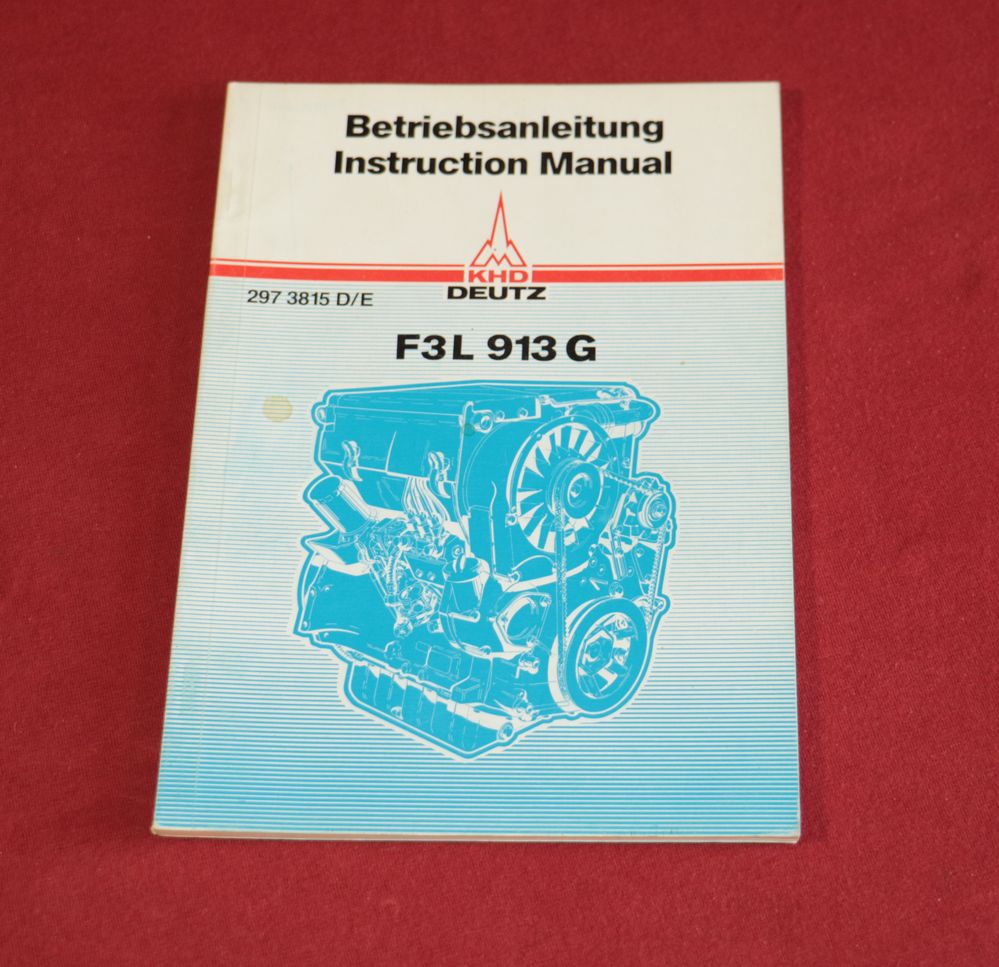 Betriebsanleitung
Instruction Manual
KHD
DEUTZ
297 3815 D/E
F3L 913 G